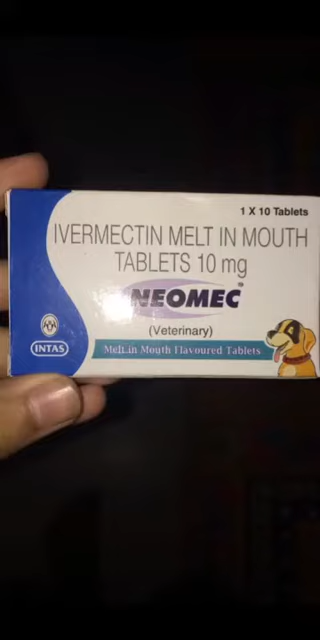 1 X 10 Tablets
IVERMECTIN MELT IN MOUTH
TABLETS 10 mg
NEOMEC
(Veterinary)
INTAS
Melt in Mouth Flavoured Tablets